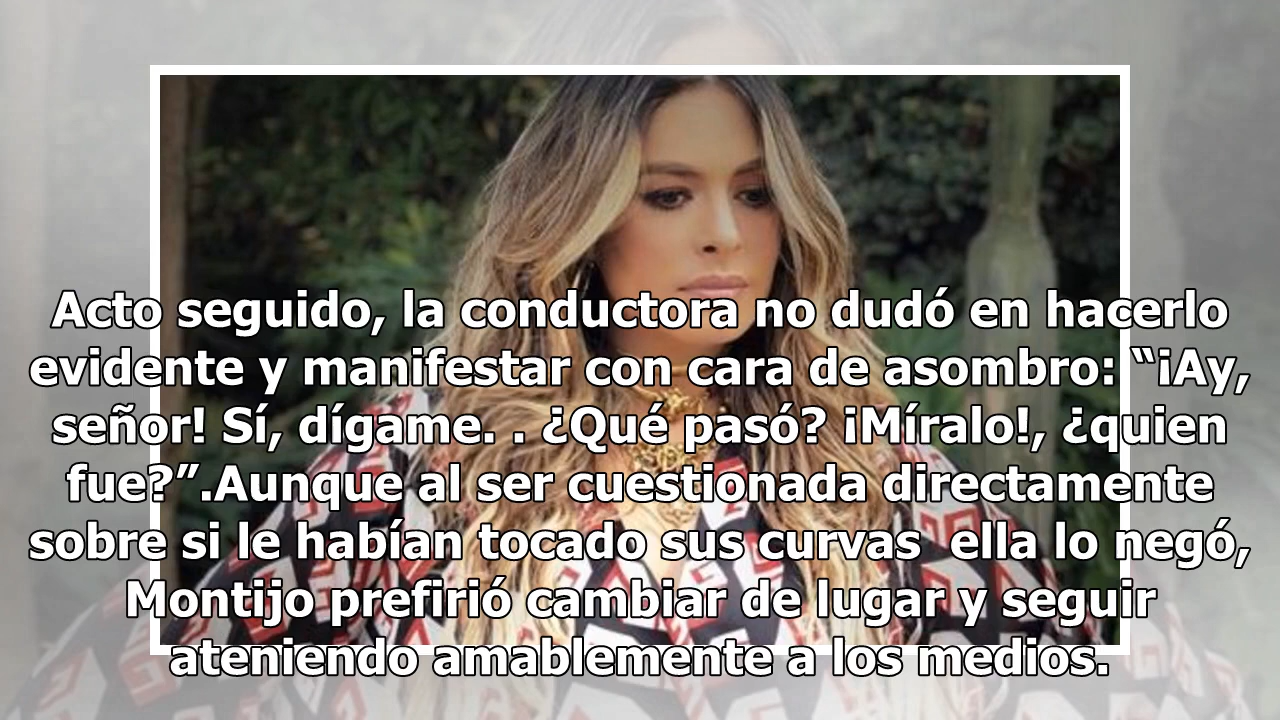 Acto seguido, la conductora no dudó en hacerlo
evidente y manifestar con cara de asombro: “¡Ay,
señor! Sí, dígame. . ¿Qué pasó? ¡Míralo!, ¿quien
fue?”.Aunque al ser cuestionada directamente
sobre si le habían tocado sus curvas  ella lo negó,
Montijo prefirió cambiar de lugar y seguir
ateniendo amablemente a los medios.